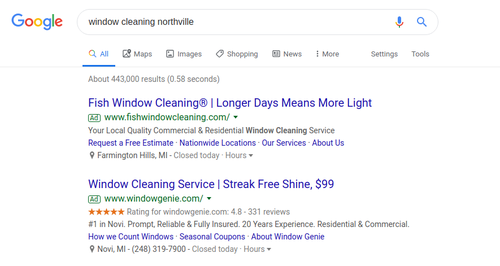 Google
window cleaning northville
All Maps Images Shopping News More Settings Tools
About 443,000 results (0.58 seconds)
Fish Window Cleaning® | Longer Days Means More Light
Ad www.fishwindowcleaning.com/
Your Local Quality Commercial & Residential Window Cleaning Service
Request a Free Estimate · Nationwide Locations · Our Services · About Us
Farmington Hills, MI - Closed today · Hours
Window Cleaning Service | Streak Free Shine, $99
Ad www.windowgenie.com/
Rating for windowgenie.com: 4.8 - 331 reviews
#1 in Novi. Prompt, Reliable & Fully Insured. 20 Years Experience. Residential & Commercial.
How we Count Windows · Seasonal Coupons · About Window Genie
Novi, MI - (248) 319-7900 - Closed today · Hours